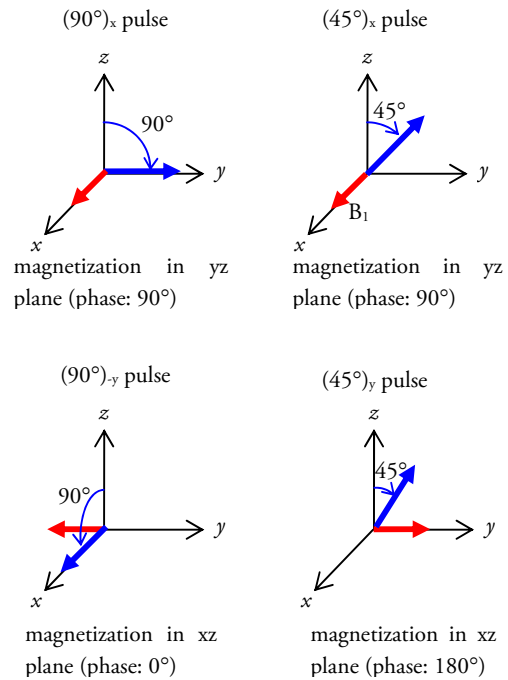 (90°)x pulse
(45°)x pulse
z
z
90°
45°
y
y
B1
x
x
magnetization in yz
plane (phase: 90°)
magnetization in yz
plane (phase: 90°)
(90°)-y pulse
(45°)y pulse
z
z
90°
45°
y
y
x
x
magnetization in xz
plane (phase: 0°)
magnetization in xz
plane (phase: 180°)